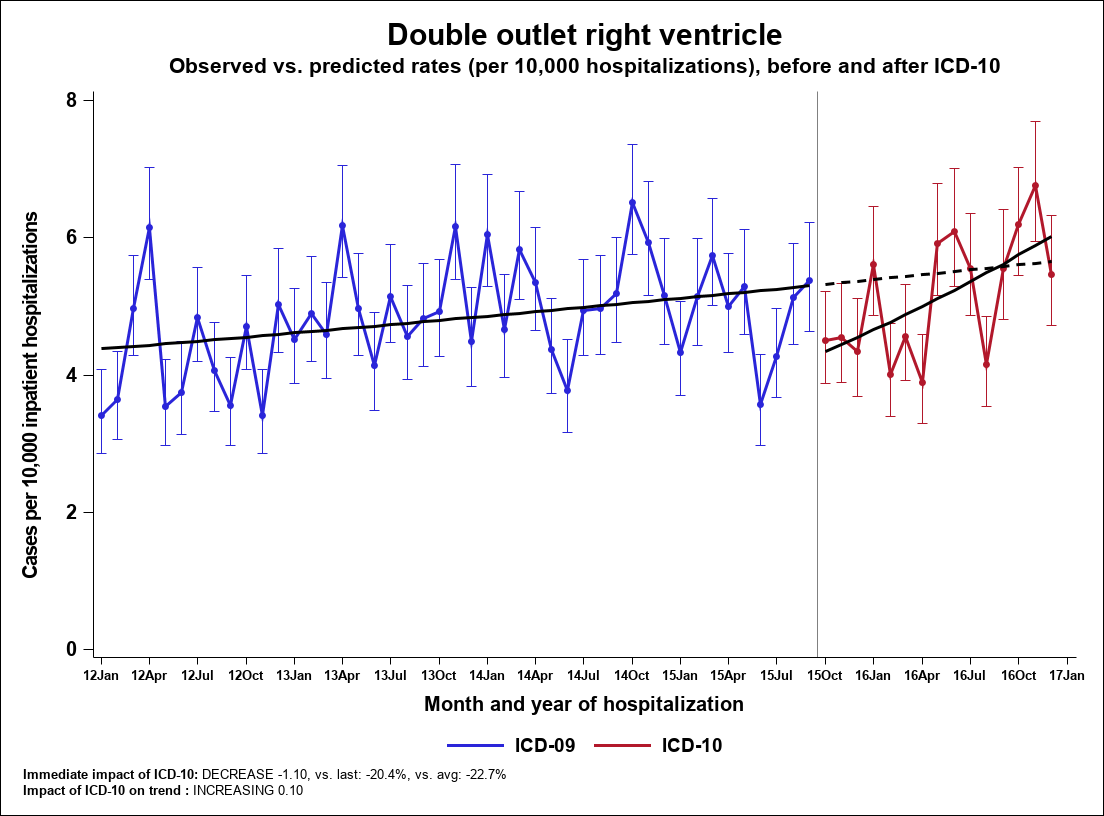 Double outlet right ventricle
Observed vs. predicted rates (per 10,000 hospitalizations), before and after ICD-10
8
6
4
2
0
Cases per 10,000 inpatient hospitalizations
12Jan 12Apr 12Jul 12Oct 13Jan 13Apr 13Jul 13Oct 14Jan 14Apr 14Jul 14Oct 15Jan 15Apr 15Jul 15Oct 16Jan 16Apr 16Jul 16Oct 17Jan
Month and year of hospitalization
ICD-09 ICD-10
Immediate impact of ICD-10: DECREASE -1.10, vs. last: -20.4%, vs. avg: -22.7%
Impact of ICD-10 on trend : INCREASING 0.10